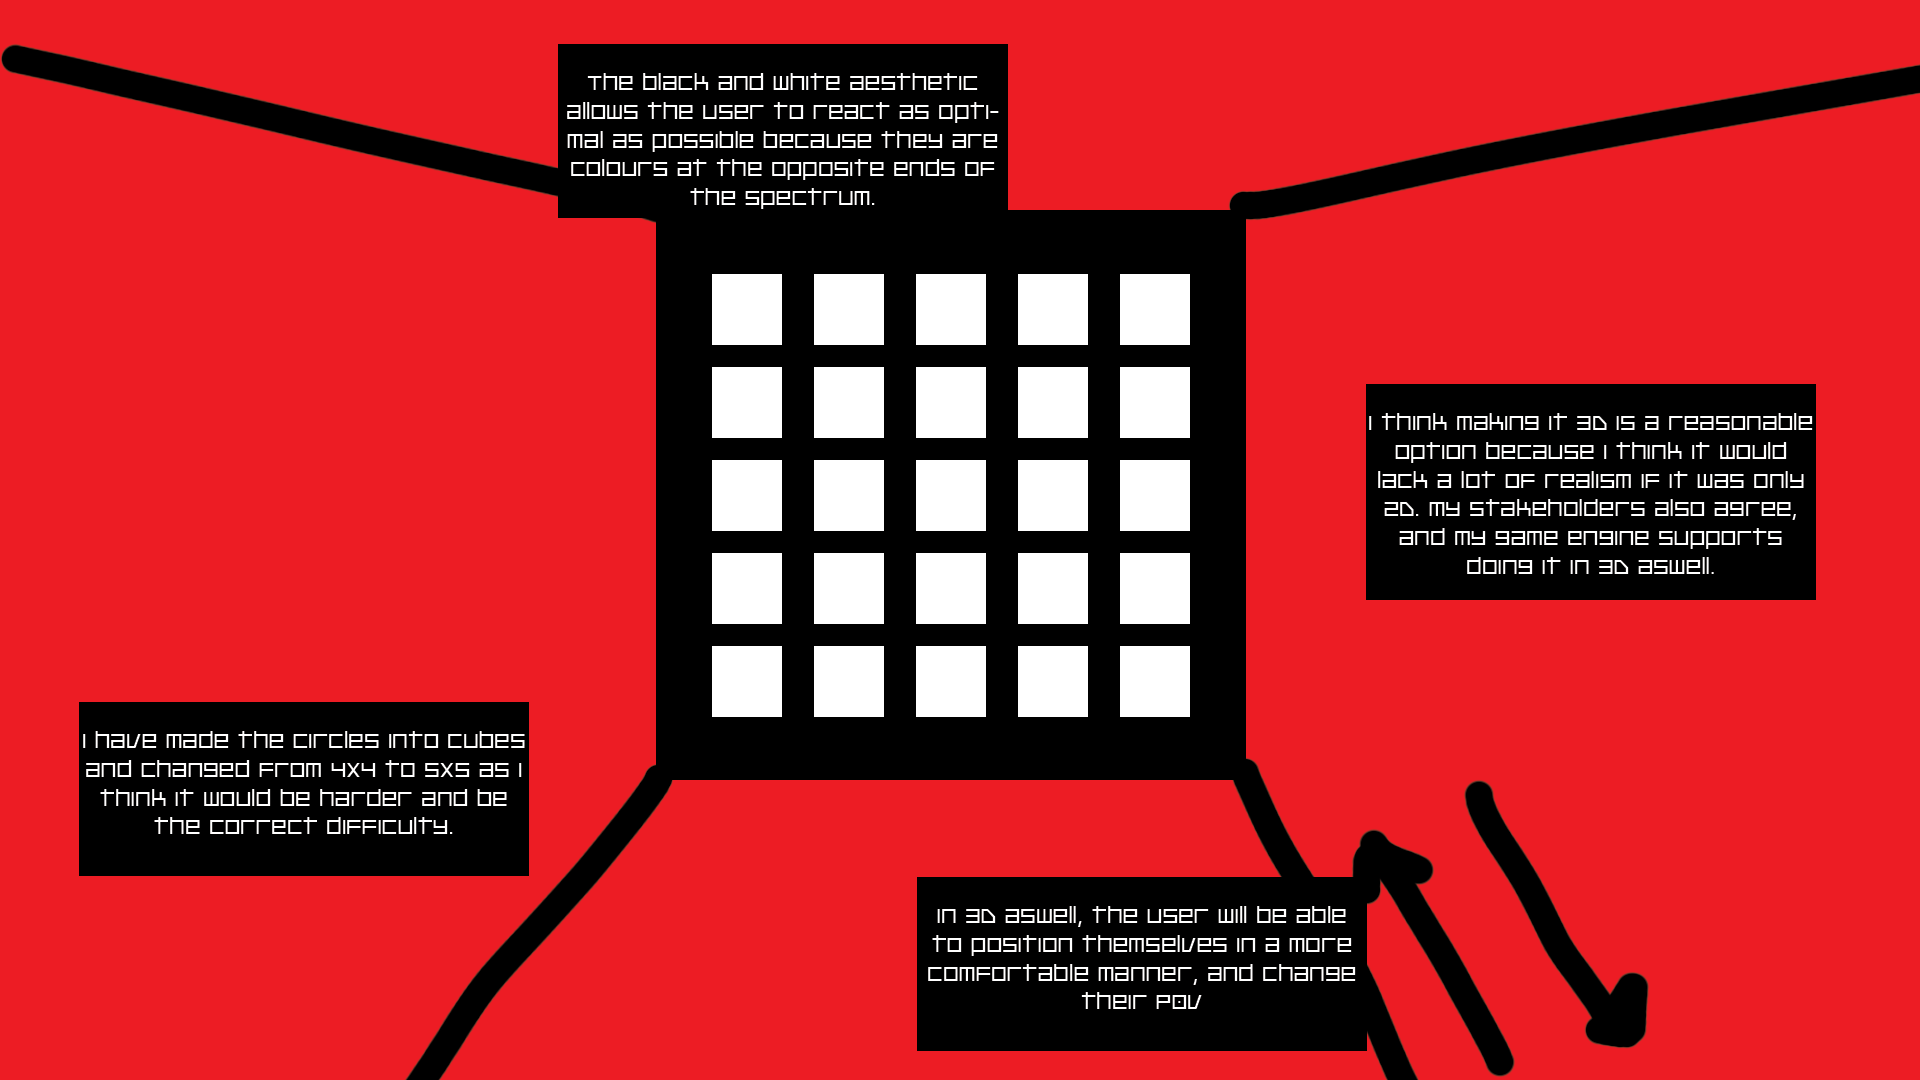 The black and white aesthetic
allows the user to react as opti-
mal as possible because they are
colours at the opposite ends of
the spectrum.
I think making it 3D is a reasonable
option because I think it would
lack a lot of realism if it was only
2D. My stakeholders also agree,
and my game engine supports
doing it in 3D aswell.
I have made the circles into cubes
and changed from 4x4 to 5x5 as I
think it would be harder and be
the correct difficulty.
In 3D aswell, the user will be able
to position themselves in a more
comfortable manner, and change
their POV